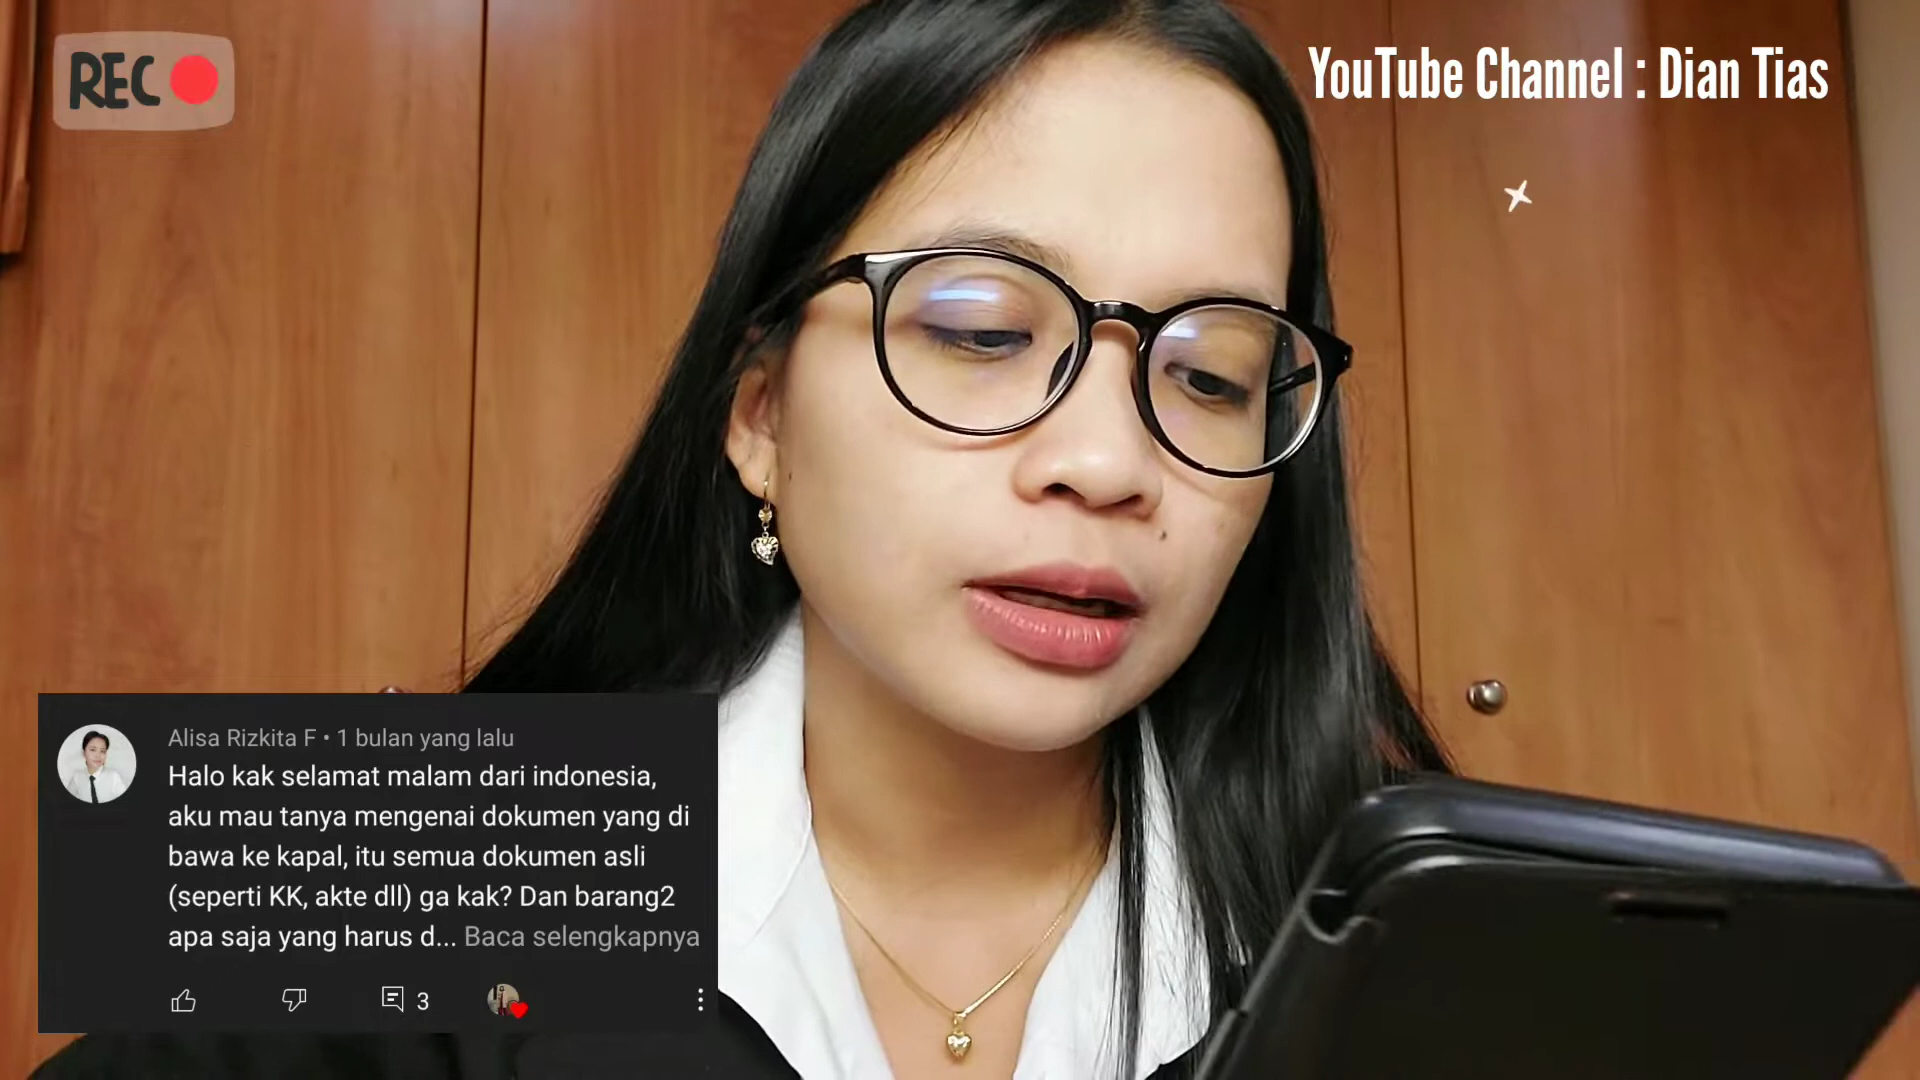 REC
YouTube Channel : Dian Tias
Alisa Rizkita F • 1 bulan yang lalu
Halo kak selamat malam dari indonesia,
aku mau tanya mengenai dokumen yang di
bawa ke kapal, itu semua dokumen asli
(seperti KK, akte dll) ga kak? Dan barang2
apa saja yang harus d... Baca selengkapnya
3